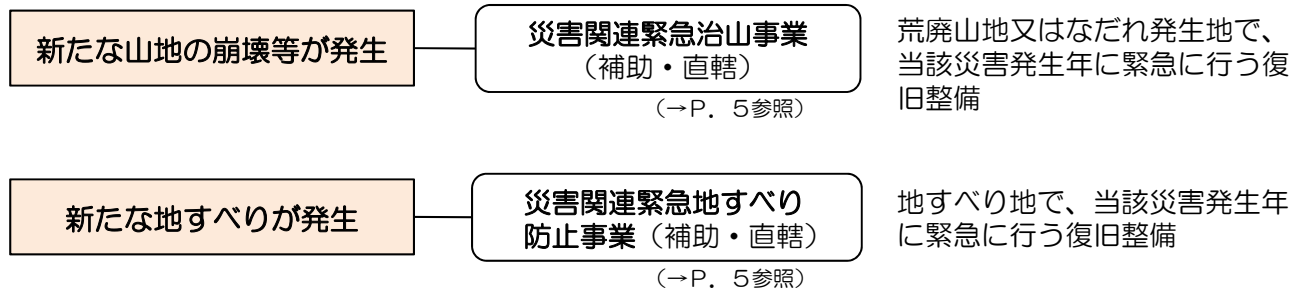 新たな山地の崩壊等が発生
災害関連緊急治山事業
（補助・直轄）
（→P．5参照）
荒廃山地又はなだれ発生地で、
当該災害発生年に緊急に行う復
旧整備
新たな地すべりが発生
災害関連緊急地すべり
防止事業（補助・直轄）
（→P．5参照）
地すべり地で、当該災害発生年
に緊急に行う復旧整備